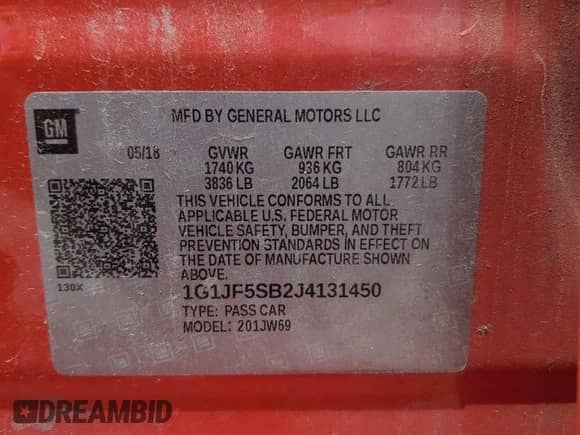 GM
MFD BY GENERAL MOTORS LLC
05/18 GVWR GAWR FRT GAWR RR
1740 KG 936 KG 804 KG
3836 LB 2064 LB 1772 LB
THIS VEHICLE CONFORMS TO ALL
APPLICABLE U.S. FEDERAL MOTOR
VEHICLE SAFETY, BUMPER, AND THEFT
PREVENTION STANDARDS IN EFFECT ON
THE DATE OF MANUFACTURE SHOWN
ABOVE.
130X
1G1JF5SB2J4131450
TYPE: PASS CAR
MODEL: 201JW69
DREAMBID